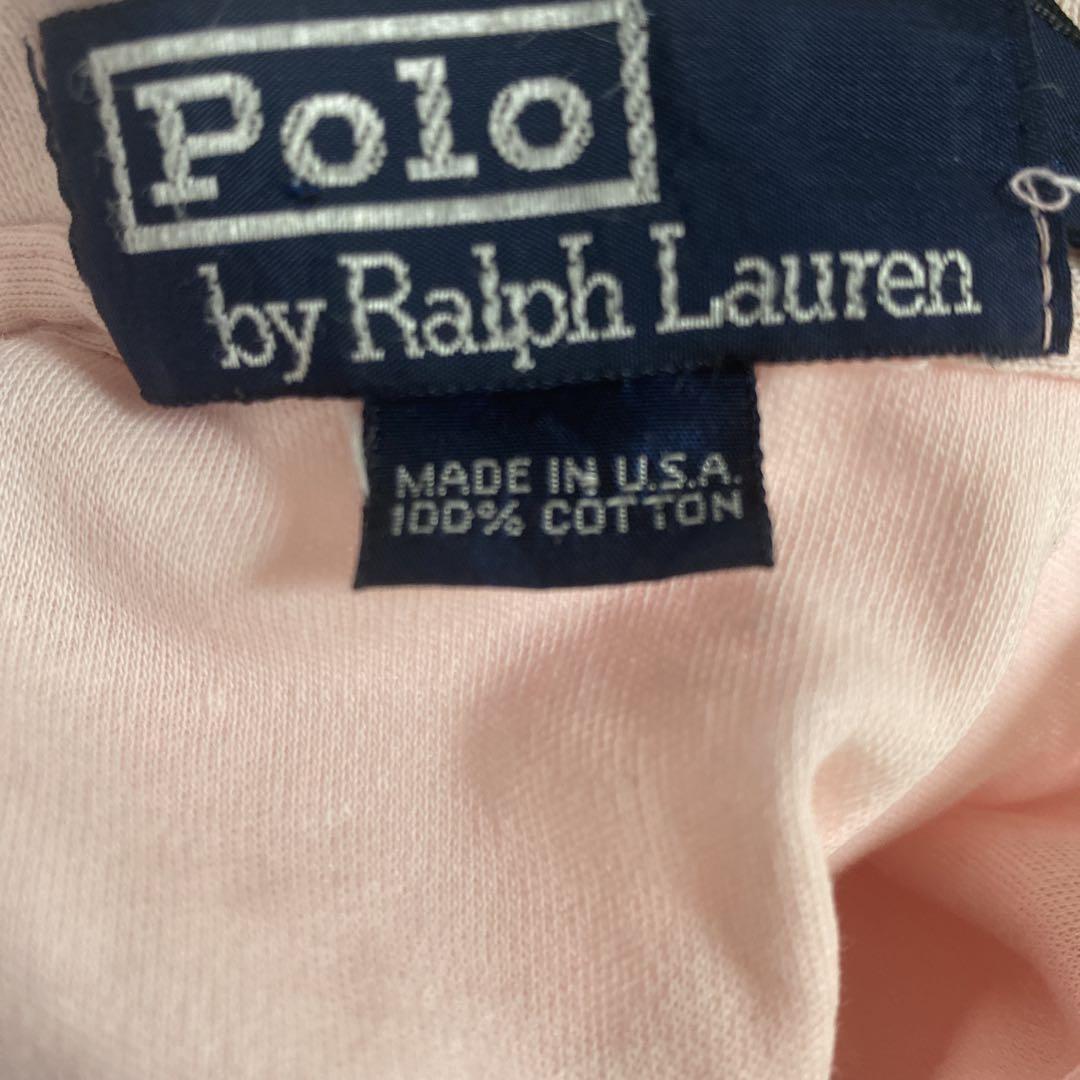 Polo
by Ralph Lauren
MADE IN U.S.A.
100% COTTON